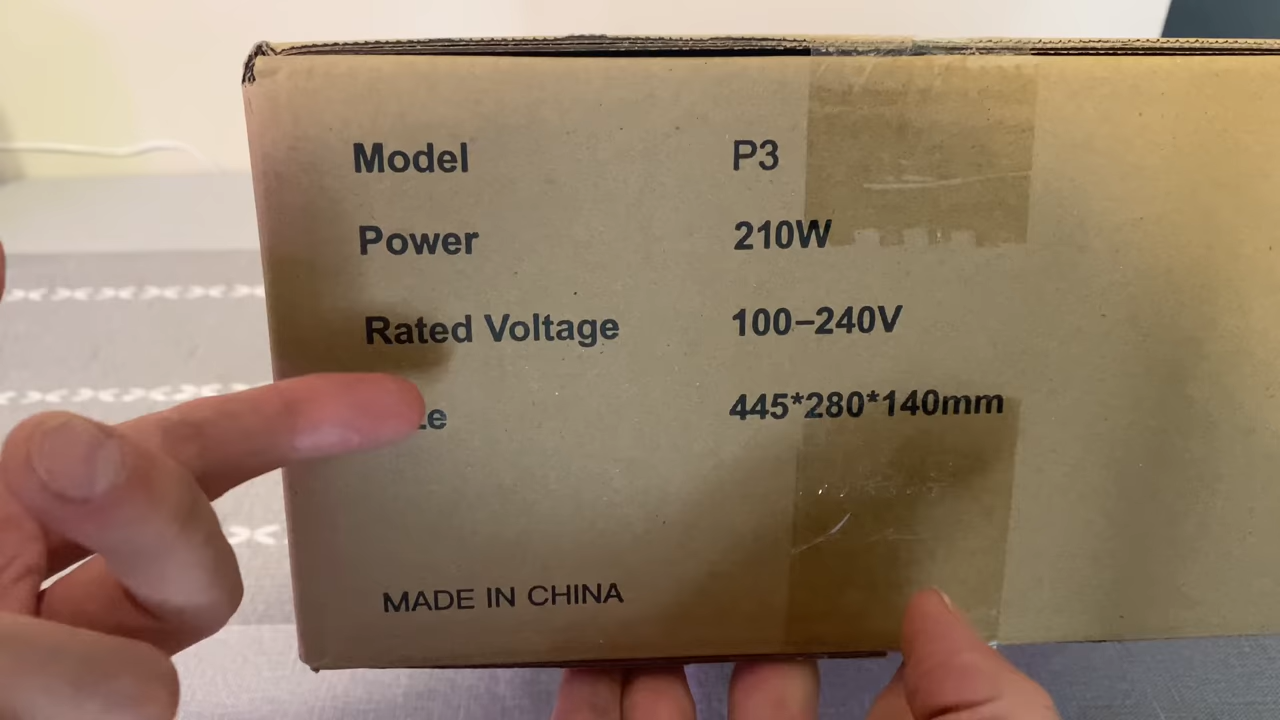 Model P3
Power 210W
Rated Voltage 100–240V
445*280*140mm
MADE IN CHINA